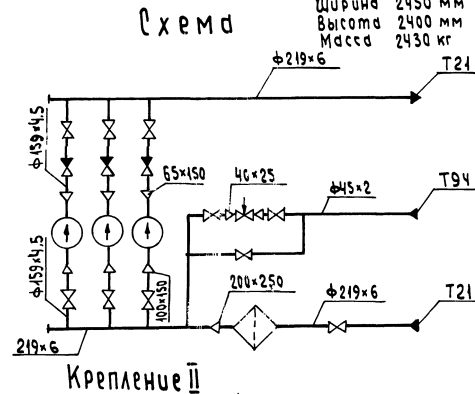 Схема
Ширина 2450 мм
Высота 2400 мм
Масса 2430 кг
ф219×6
Т21
ф159×4.5
65×150
40×25
ф45×2
Т94
ф159×4.5
100×150
200×250
ф219×6
Т21
219×6
Крепление II